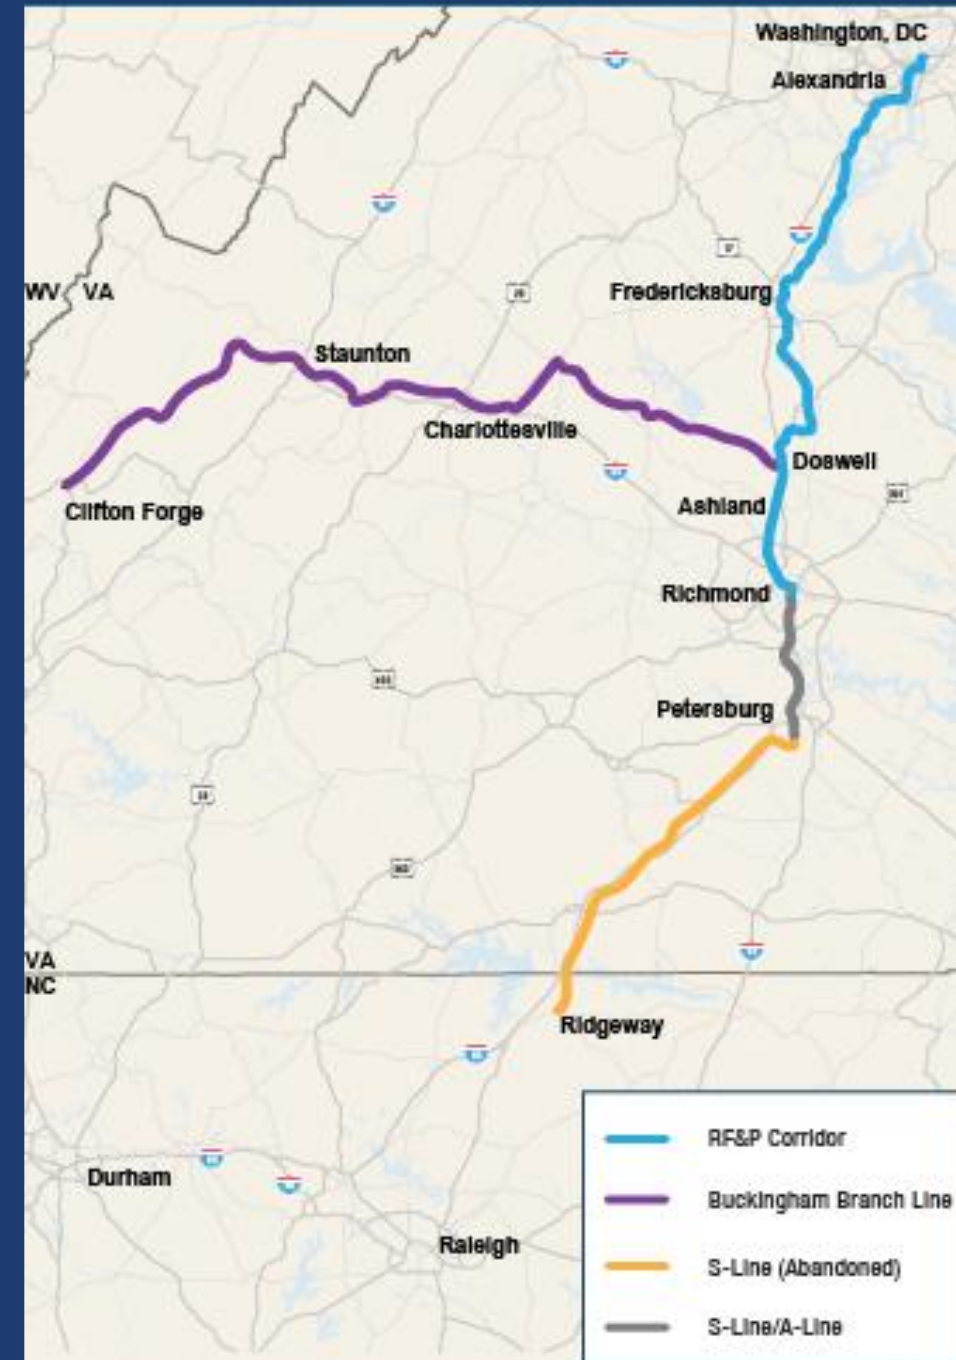 Washington, DC
Alexandria
WV VA
Fredericksburg
Staunton
Charlottesville
Doswell
Ashland
Clifton Forge
Richmond
Petersburg
VA
NC
Ridgeway
Durham
Raleigh
RF&P Corridor
Buckingham Branch Line
S-Line (Abandoned)
S-Line/A-Line